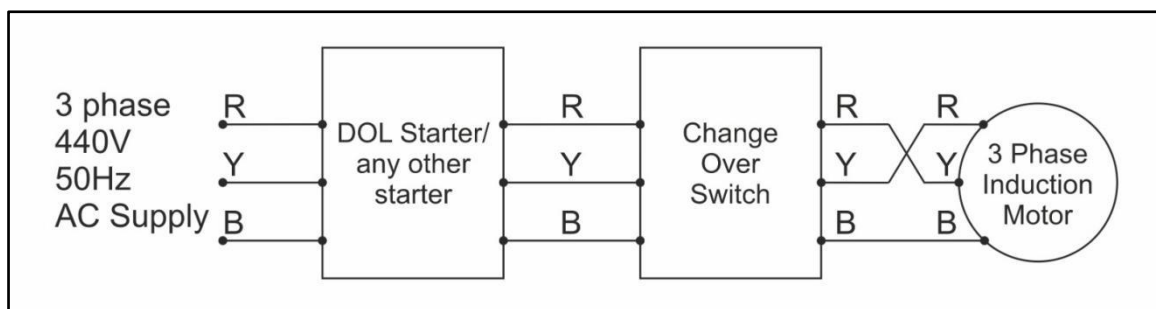 3 phase
440V
50Hz
AC Supply
R
Y
B
DOL Starter/
any other
starter
R
Y
B
Change
Over
Switch
R
Y
B
R
Y
B
3 Phase
Induction
Motor